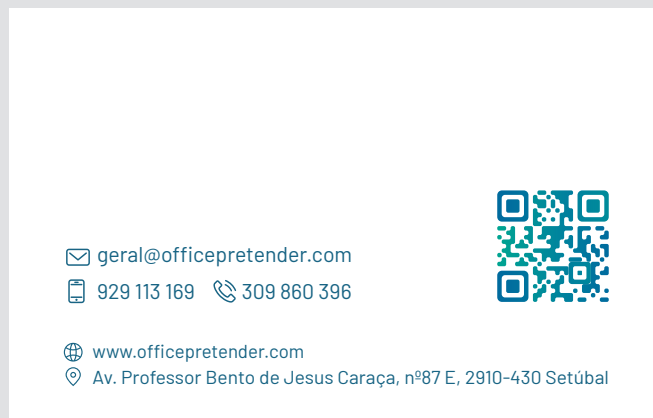 geral@officepretender.com
929 113 169 309 860 396
www.officepretender.com
Av. Professor Bento de Jesus Caraça, nº87 E, 2910-430 Setúbal